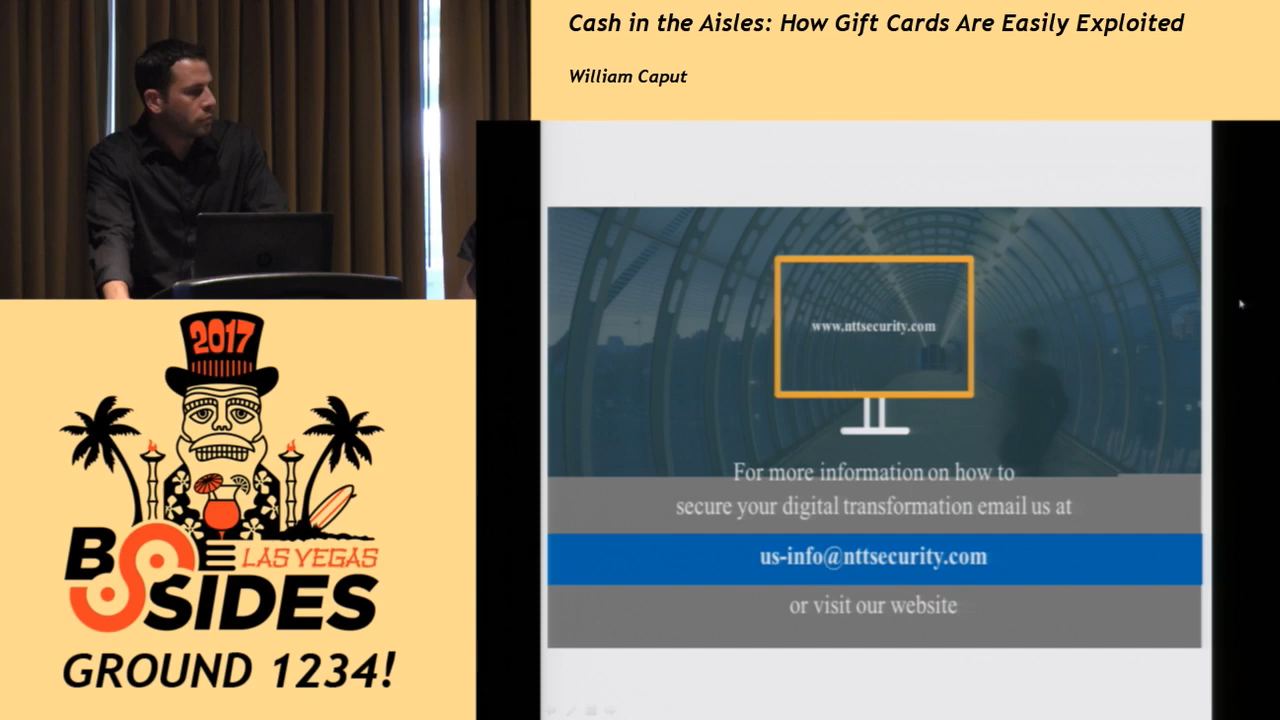 Cash in the Aisles: How Gift Cards Are Easily Exploited
William Caput
www.nttsecurity.com
For more information on how to
secure your digital transformation email us at
us-info@nttsecurity.com
or visit our website
2017
BSIDES
LAS VEGAS
GROUND 1234!